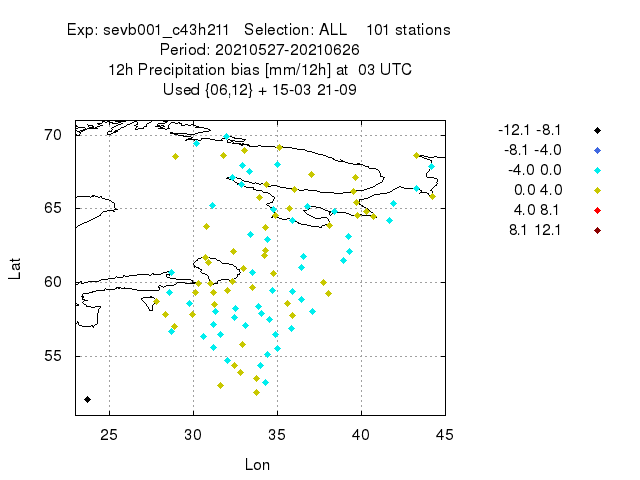 Exp: sevb001_c43h211   Selection: ALL    101 stations
Period: 20210527-20210626
12h Precipitation bias [mm/12h] at  03 UTC
Used {06,12} + 15-03 21-09
-12.1 -8.1
-8.1 -4.0
-4.0 0.0
0.0 4.0
4.0 8.1
8.1 12.1
70
65
60
55
Lat
25 30 35 40 45
Lon